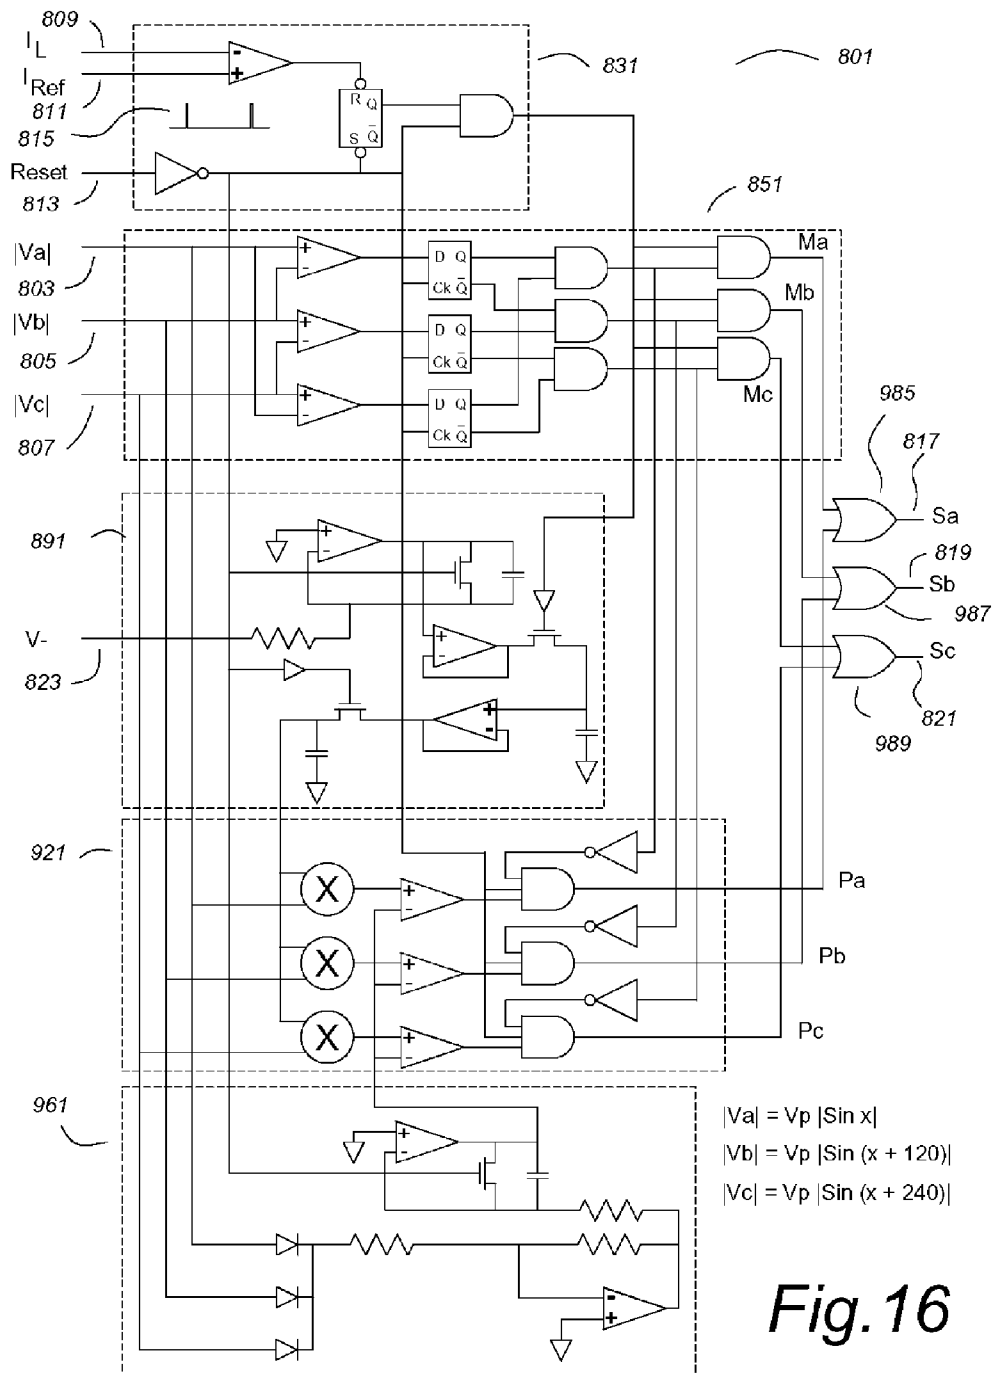 809
I_L
I_Ref
811
815
Reset
813
- +
R Q
S Q̅
831
801
851
|Va|
803
|Vb|
805
|Vc|
807
+ -
+ -
+ -
D Q
Ck Q̅
D Q
Ck Q̅
D Q
Ck Q̅
Ma
Mb
Mc
985
817
Sa
819
Sb
987
Sc
821
989
891
V-
823
+ -
+ -
+ -
921
X
X
X
+ -
+ -
+ -
Pa
Pb
Pc
961
+ -
- +
|Va| = Vp |Sin x|
|Vb| = Vp |Sin (x + 120)|
|Vc| = Vp |Sin (x + 240)|
Fig.16